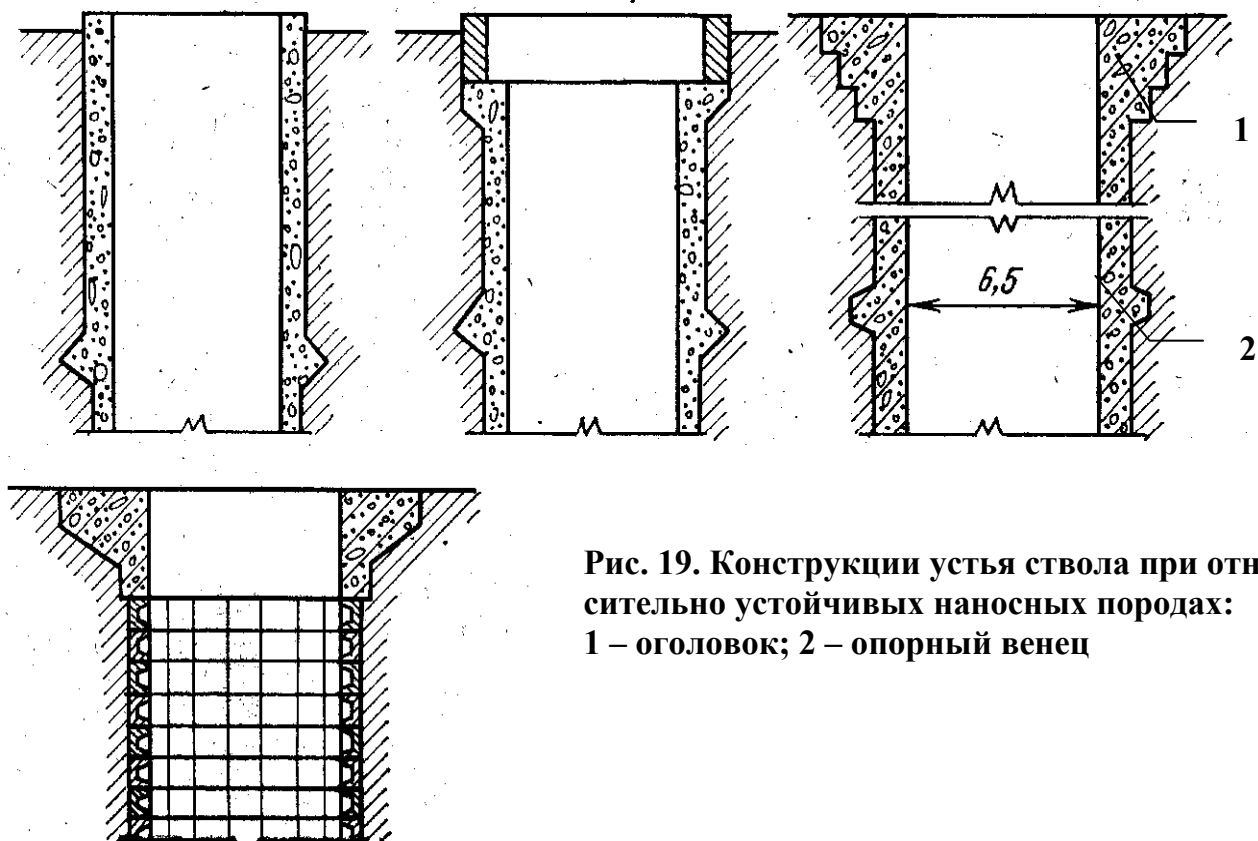 1
6,5
2
Рис. 19. Конструкции устья ствола при отн
сительно устойчивых наносных породах:
1 – оголовок; 2 – опорный венец